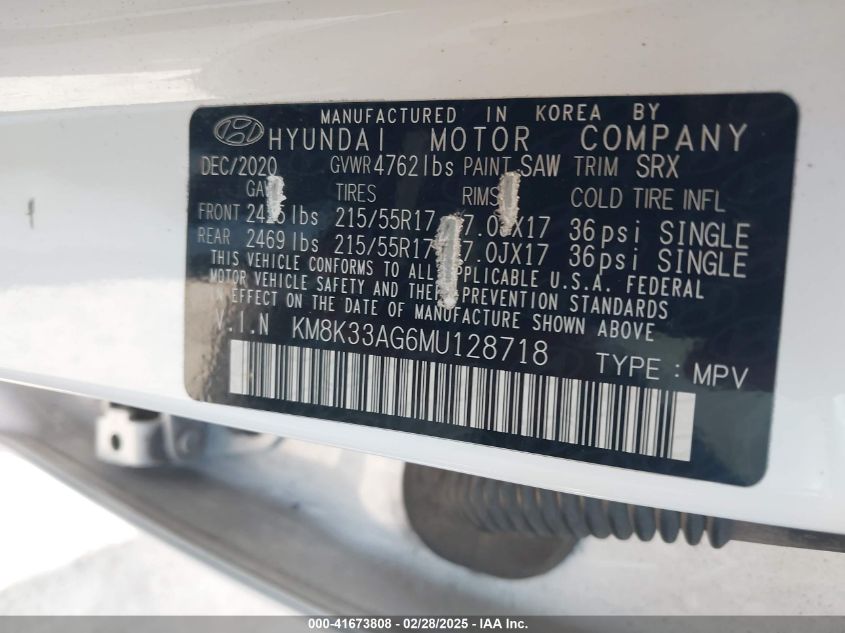 MANUFACTURED IN KOREA BY
HYUNDAI MOTOR COMPANY
DEC/2020 GVWR 4762 lbs PAINT SAW TRIM SRX
TIRES RIMS COLD TIRE INFL
FRONT lbs 215/55R17 36psi SINGLE
REAR 2469 lbs 215/55R17 7.0JX17 36psi SINGLE
THIS VEHICLE CONFORMS TO ALL APPLICABLE U.S.A. FEDERAL
MOTOR VEHICLE SAFETY AND THEFT PREVENTION STANDARDS
IN EFFECT ON THE DATE OF MANUFACTURE SHOWN ABOVE
V.I.N KM8K33AG6MU128718 TYPE : MPV
000-41673808 - 02/28/2025 - IAA Inc.